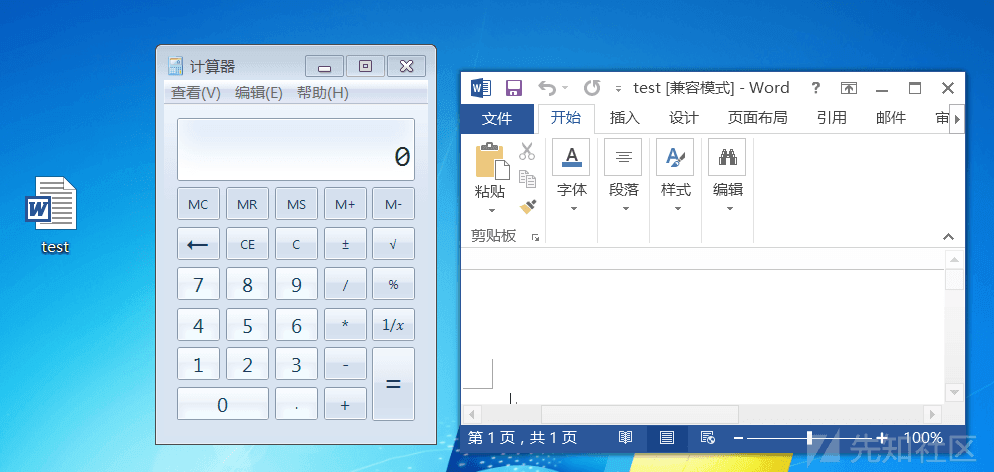 test
计算器
查看(V) 编辑(E) 帮助(H)
0
MC MR MS M+ M-
← CE C ± √
7 8 9 / %
4 5 6 * 1/x
1 2 3 - =
0 . +
test [兼容模式] - Word
文件 开始 插入 设计 页面布局 引用 邮件 审
粘贴 字体 段落 样式 编辑
剪贴板
第 1 页，共 1 页 100%
先知社区